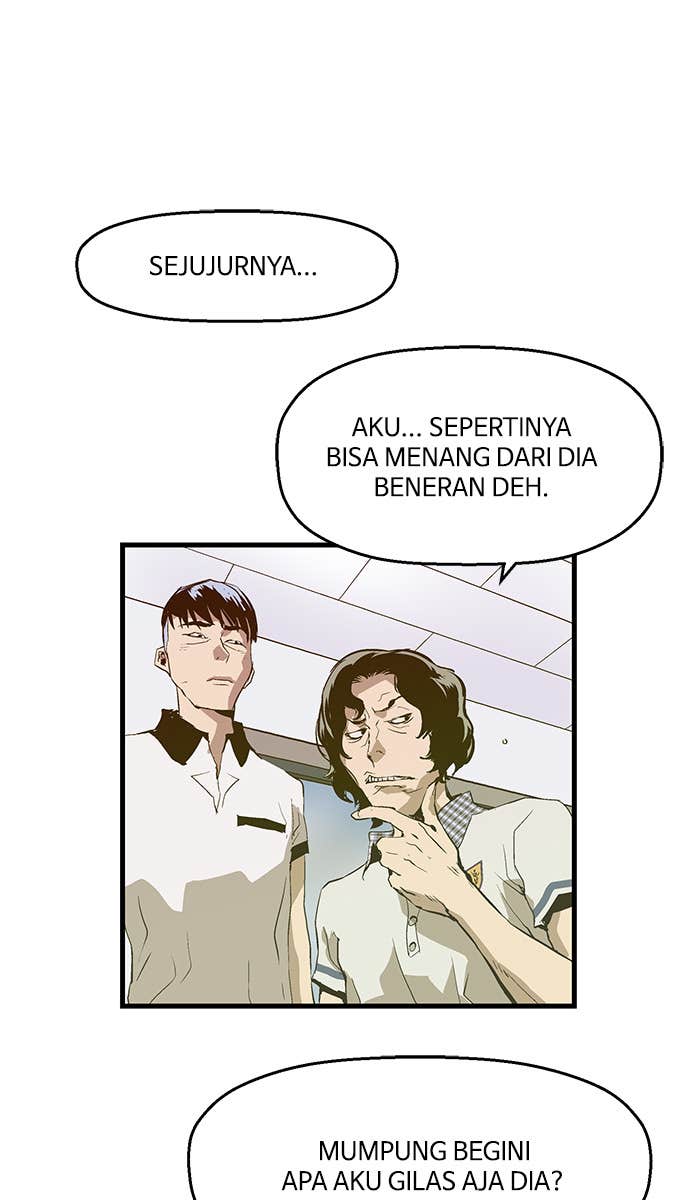 SEJUJURNYA...
AKU... SEPERTINYA
BISA MENANG DARI DIA
BENERAN DEH.
MUMPUNG BEGINI
APA AKU GILAS AJA DIA?